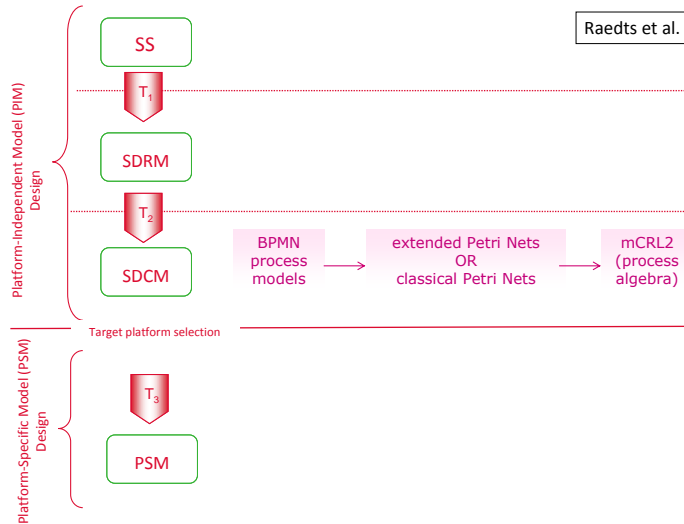 Raedts et al.
SS
T1
SDRM
T2
SDCM
BPMN
process
models
extended Petri Nets
OR
classical Petri Nets
mCRL2
(process
algebra)
Platform-Independent Model (PIM)
Design
Target platform selection
Platform-Specific Model (PSM)
Design
T3
PSM